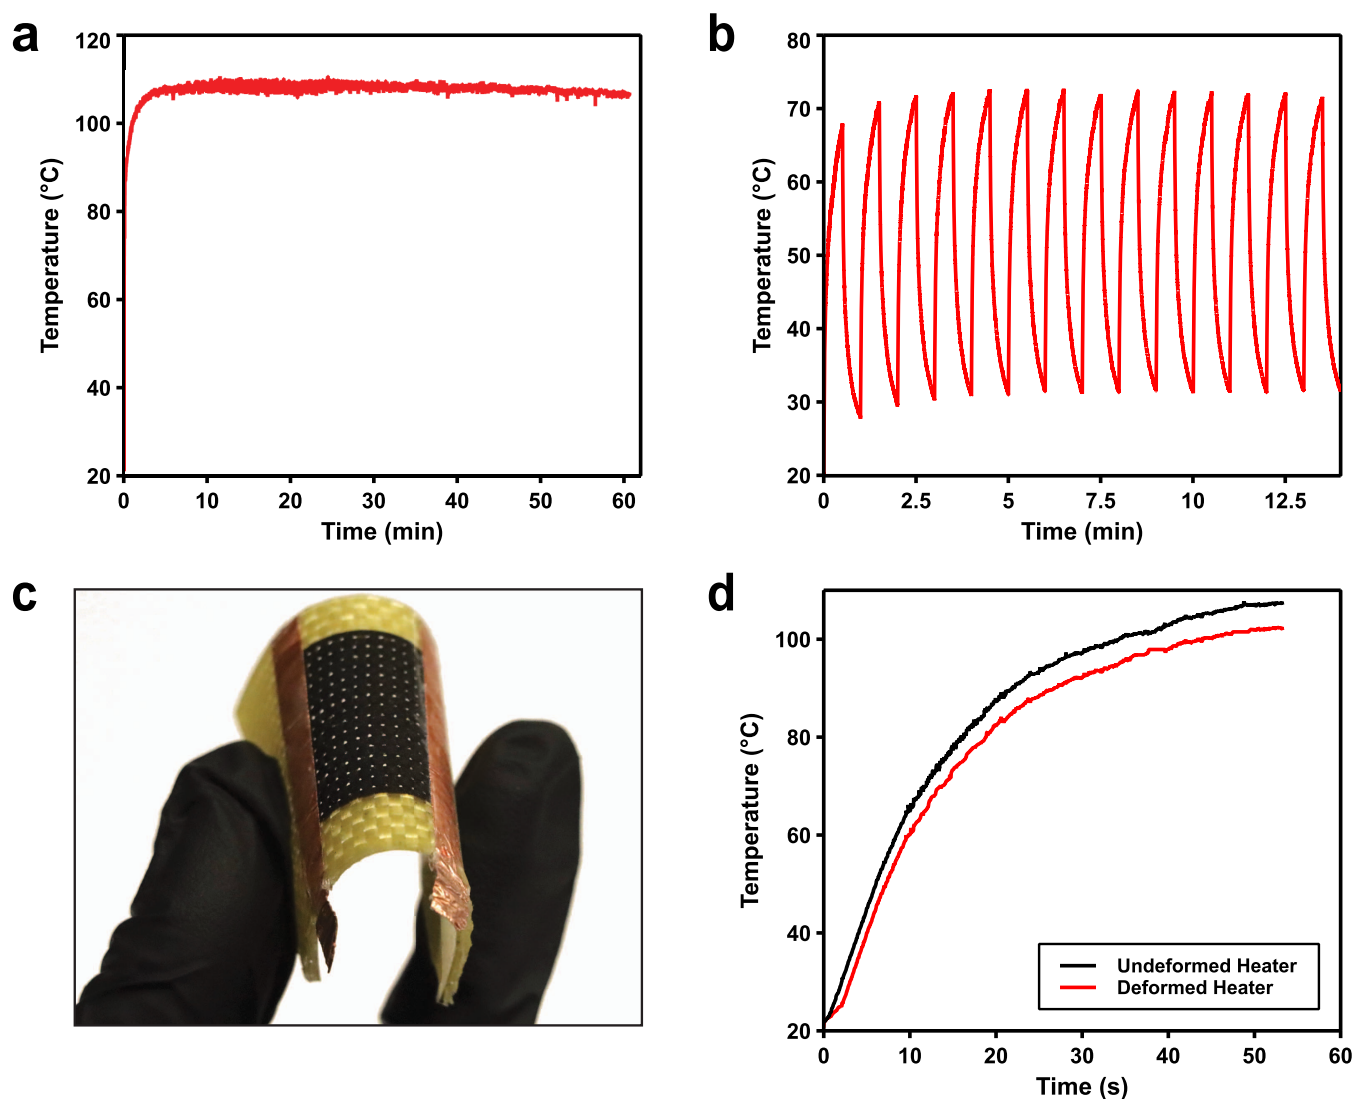 a
120
100
80
60
40
20
0 10 20 30 40 50 60
Time (min)
Temperature (°C)
b
80
70
60
50
40
30
20
0 2.5 5 7.5 10 12.5
Time (min)
Temperature (°C)
c
d
100
80
60
40
20
0 10 20 30 40 50 60
Time (s)
Temperature (°C)
Undeformed Heater
Deformed Heater